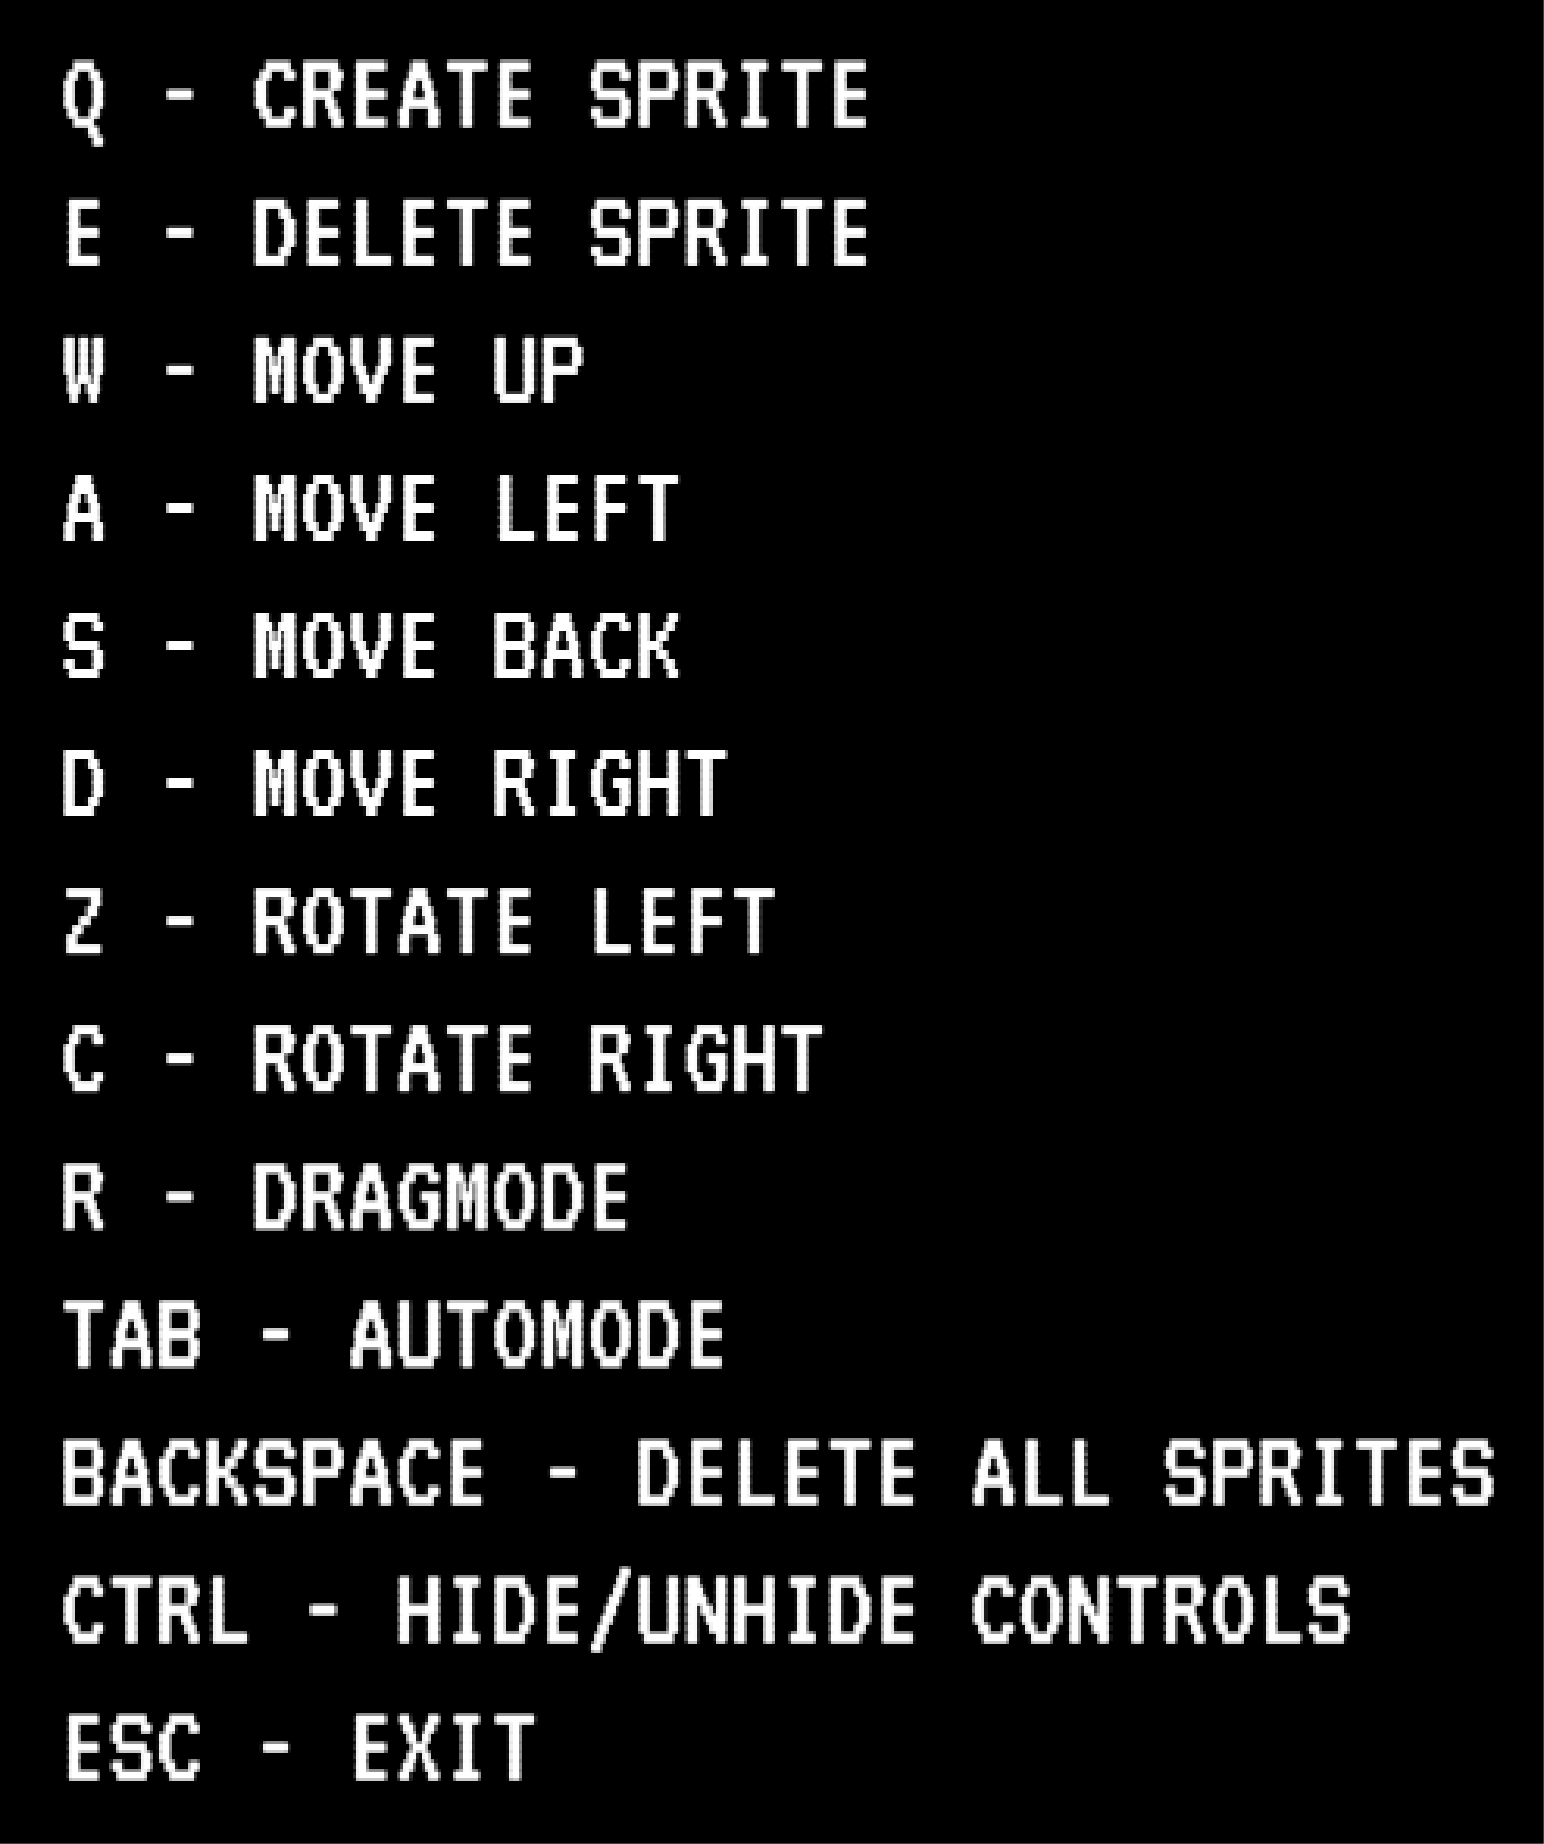 Q - CREATE SPRITE
E - DELETE SPRITE
W - MOVE UP
A - MOVE LEFT
S - MOVE BACK
D - MOVE RIGHT
Z - ROTATE LEFT
C - ROTATE RIGHT
R - DRAGMODE
TAB - AUTOMODE
BACKSPACE - DELETE ALL SPRITES
CTRL - HIDE/UNHIDE CONTROLS
ESC - EXIT